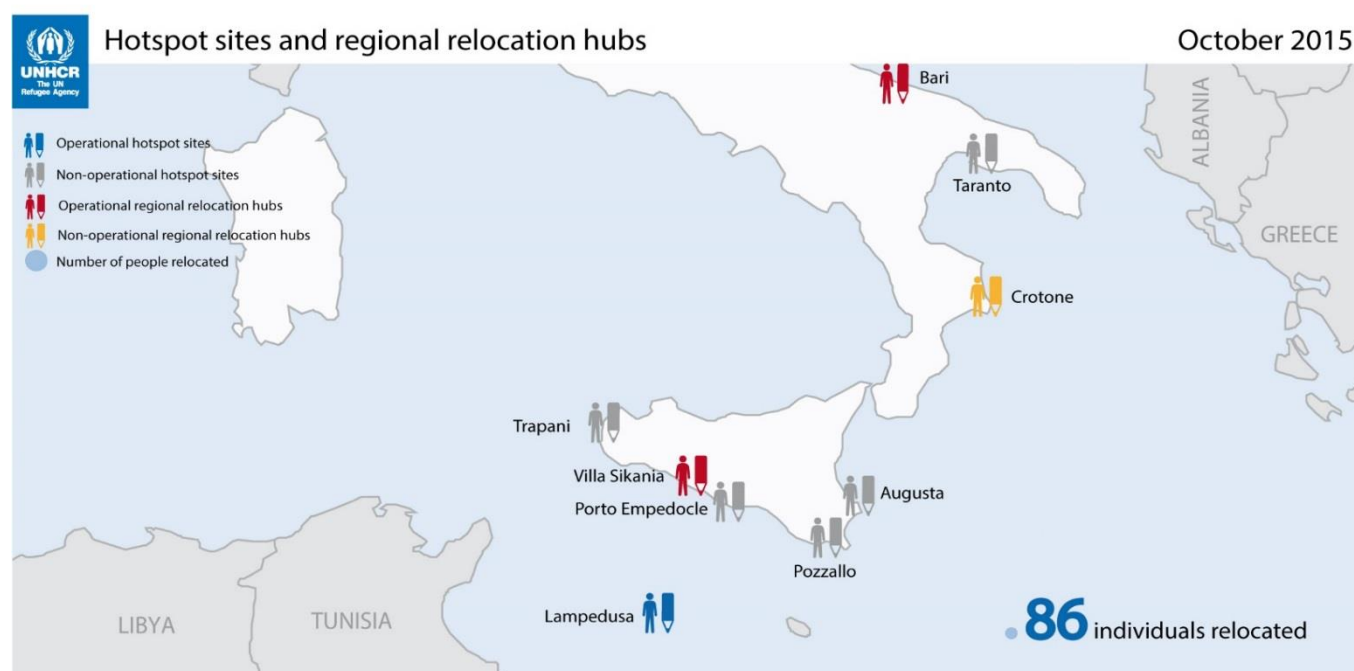 UNHCR
The UN
Refugee Agency
Hotspot sites and regional relocation hubs
October 2015
Operational hotspot sites
Non-operational hotspot sites
Operational regional relocation hubs
Non-operational regional relocation hubs
Number of people relocated
Bari
Taranto
ALBANIA
GREECE
Crotone
Trapani
Villa Sikania
Porto Empedocle
Augusta
Pozzallo
Lampedusa
LIBYA
TUNISIA
86 individuals relocated